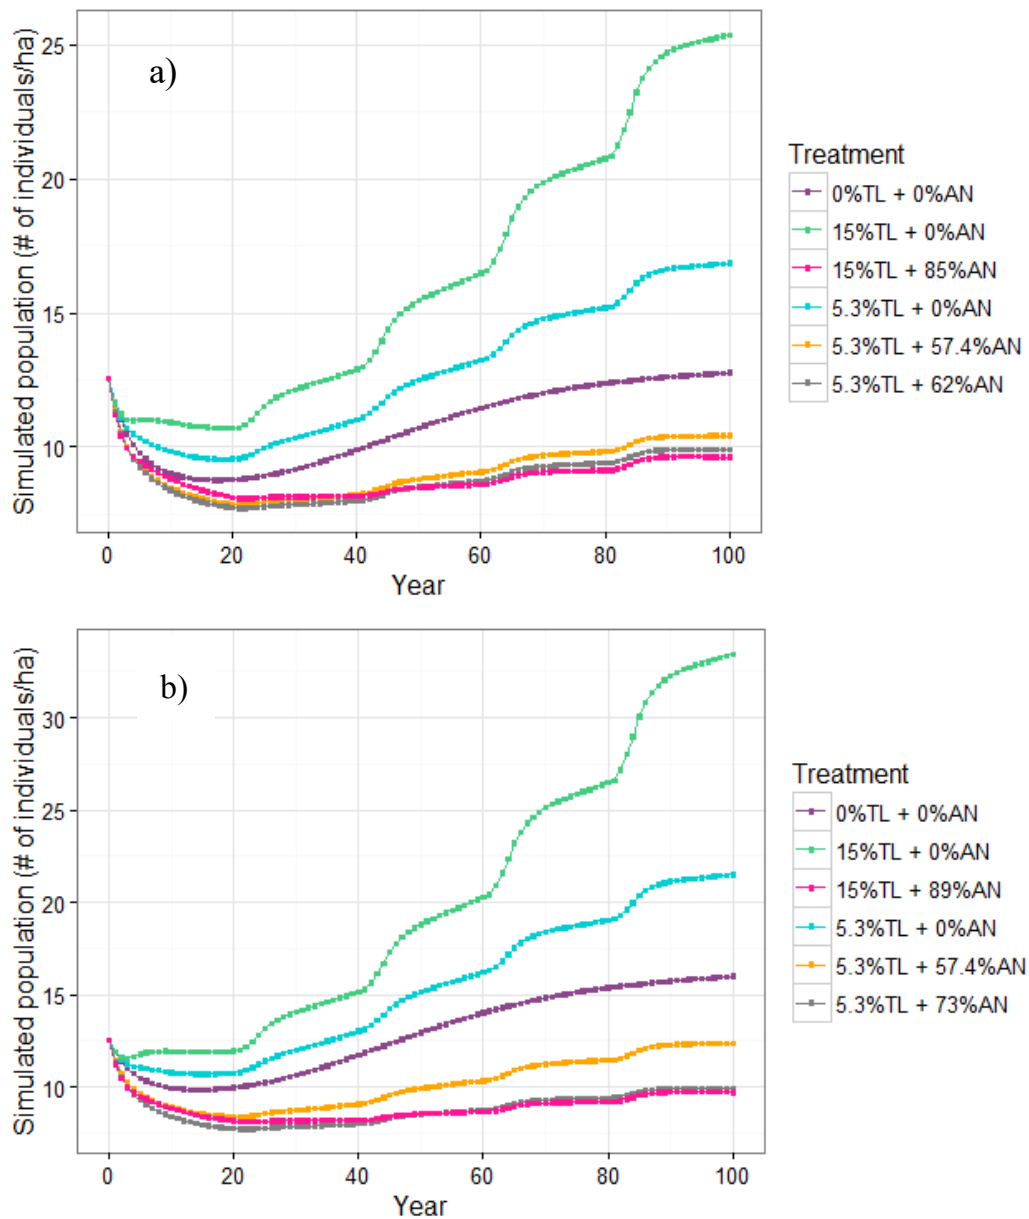 Simulated population (# of individuals/ha)
25
20
15
10
a)
0
20
40
60
80
100
Year
Treatment
0%TL + 0%AN
15%TL + 0%AN
15%TL + 85%AN
5.3%TL + 0%AN
5.3%TL + 57.4%AN
5.3%TL + 62%AN
Simulated population (# of individuals/ha)
30
25
20
15
10
b)
0
20
40
60
80
100
Year
Treatment
0%TL + 0%AN
15%TL + 0%AN
15%TL + 89%AN
5.3%TL + 0%AN
5.3%TL + 57.4%AN
5.3%TL + 73%AN